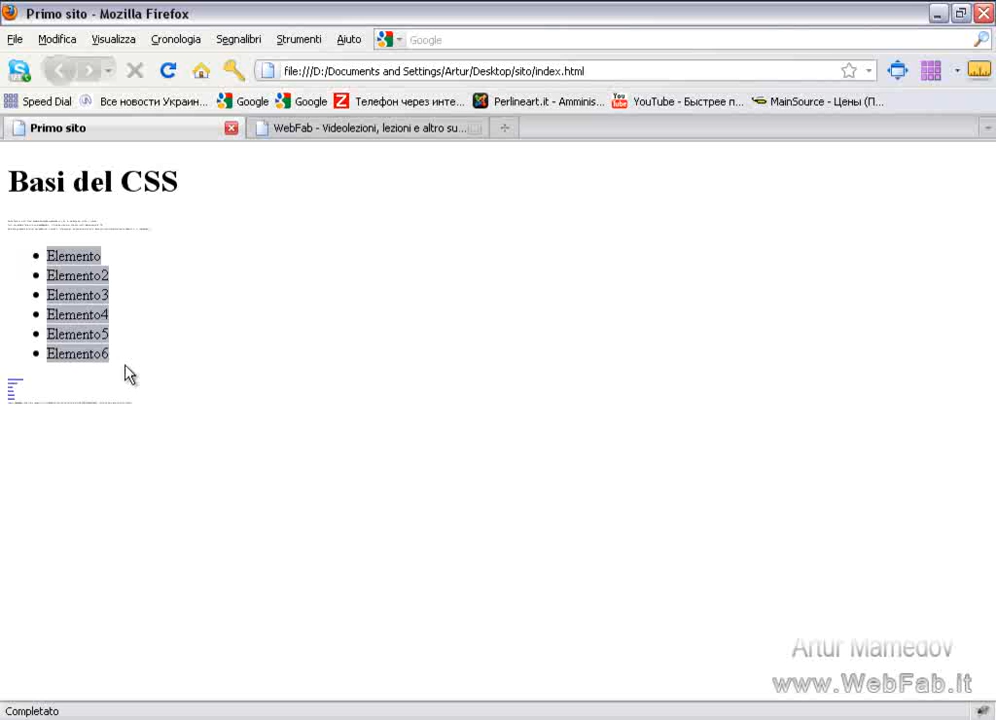 Primo sito - Mozilla Firefox
File Modifica Visualizza Cronologia Segnalibri Strumenti Aiuto Google
file:///D:/Documents and Settings/Artur/Desktop/sito/index.html
Speed Dial Все новости Украин... Google Google Телефон через инте... Perlineart.it - Amminis... YouTube - Быстрее п... MainSource - Цены (П...
Primo sito WebFab - Videolezioni, lezioni e altro su...
Basi del CSS
Elemento
Elemento2
Elemento3
Elemento4
Elemento5
Elemento6
Artur Mamedov
www.WebFab.it
Completato